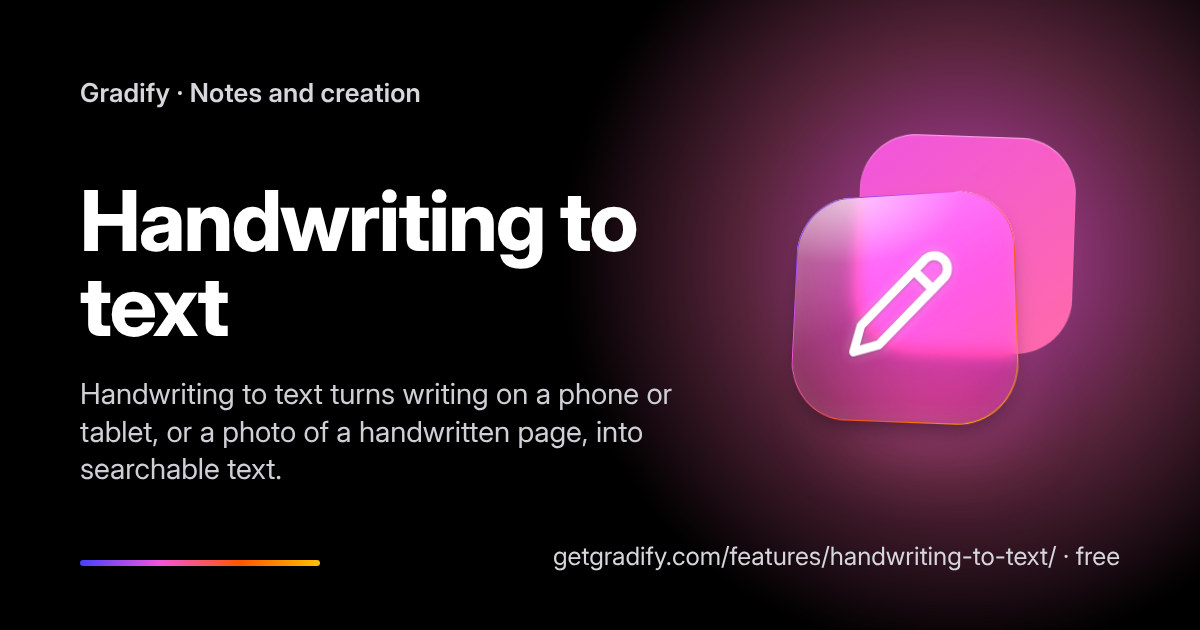 Gradify · Notes and creation
Handwriting to
text
Handwriting to text turns writing on a phone or
tablet, or a photo of a handwritten page, into
searchable text.
getgradify.com/features/handwriting-to-text/ · free